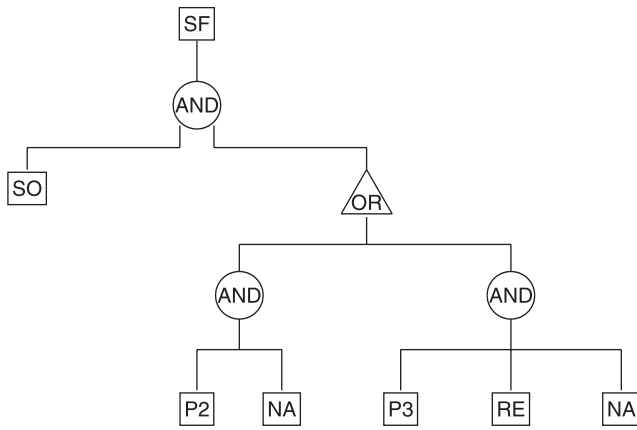 SF
AND
SO
OR
AND AND
P2 NA P3 RE NA